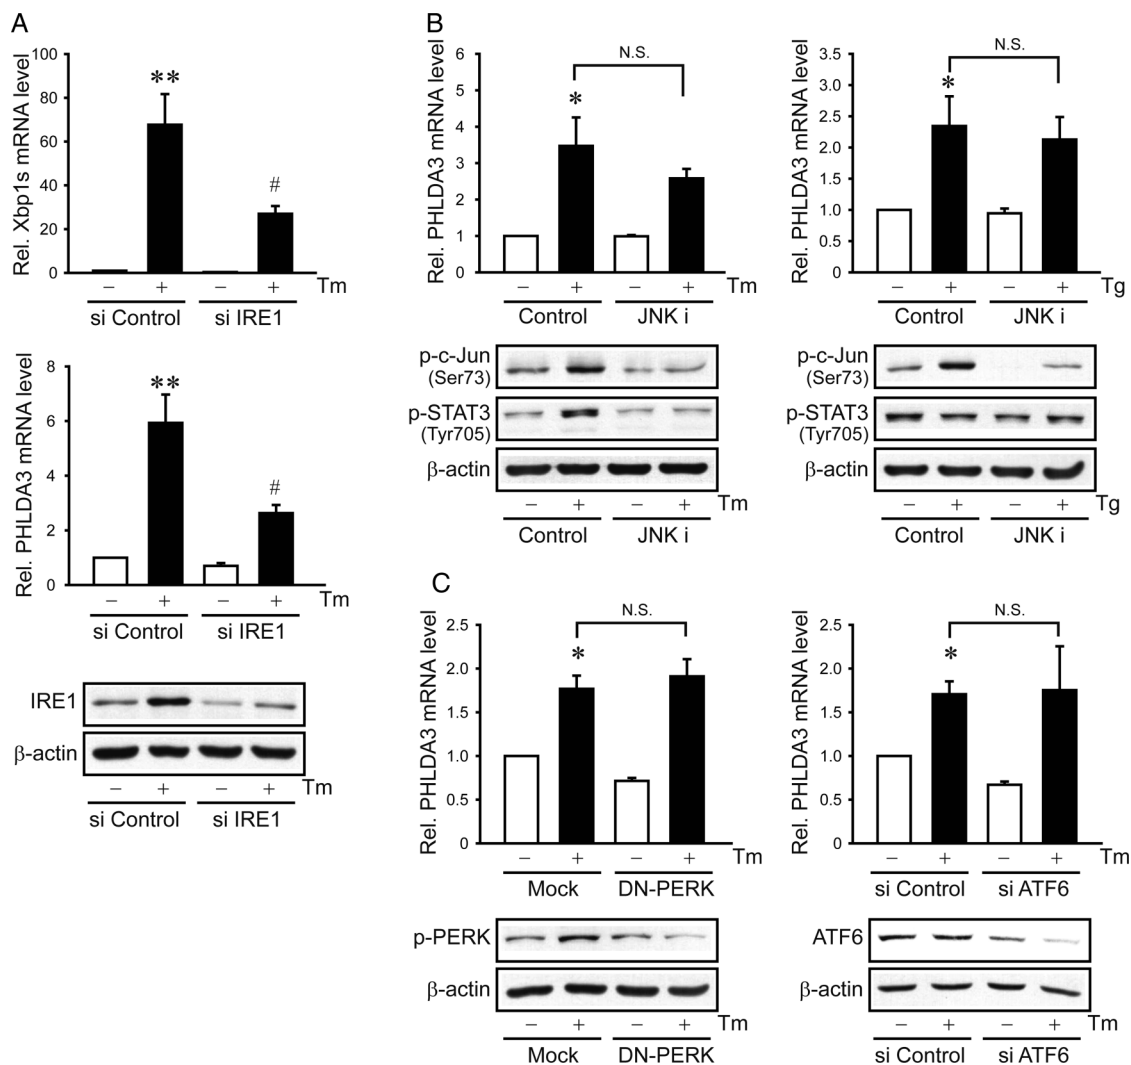 A
Rel. Xbp1s mRNA level
100
80
60
40
20
0
**
#
− + − + Tm
si Control si IRE1
Rel. PHLDA3 mRNA level
8
6
4
2
0
**
#
− + − + Tm
si Control si IRE1
IRE1
β-actin
− + − + Tm
si Control si IRE1
B
Rel. PHLDA3 mRNA level
6
5
4
3
2
1
0
N.S.
*
− + − + Tm
Control JNK i
p-c-Jun
(Ser73)
p-STAT3
(Tyr705)
β-actin
− + − + Tm
Control JNK i
Rel. PHLDA3 mRNA level
3.5
3.0
2.5
2.0
1.5
1.0
0.5
0
N.S.
*
− + − + Tg
Control JNK i
p-c-Jun
(Ser73)
p-STAT3
(Tyr705)
β-actin
− + − + Tg
Control JNK i
C
Rel. PHLDA3 mRNA level
2.5
2.0
1.5
1.0
0.5
0
N.S.
*
− + − + Tm
Mock DN-PERK
p-PERK
β-actin
− + − + Tm
Mock DN-PERK
Rel. PHLDA3 mRNA level
2.5
2.0
1.5
1.0
0.5
0
N.S.
*
− + − + Tm
si Control si ATF6
ATF6
β-actin
− + − + Tm
si Control si ATF6